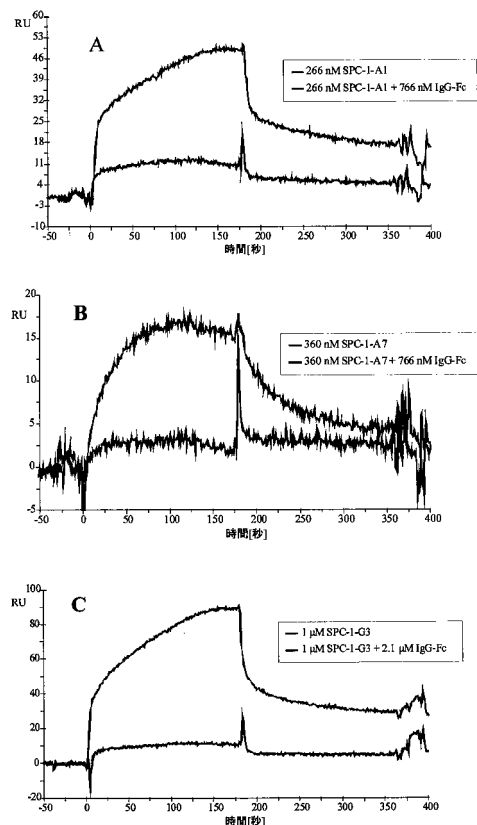 A
RU
60
53
46
39
32
25
18
11
4
-3
-10
-50 0 50 100 150 200 250 300 350 400
時間[秒]
266 nM SPC-1-A1
266 nM SPC-1-A1 + 766 nM IgG-Fc
B
RU
20
15
10
5
0
-5
-50 0 50 100 150 200 250 300 350 400
時間[秒]
360 nM SPC-1-A7
360 nM SPC-1-A7 + 766 nM IgG-Fc
C
RU
100
80
60
40
20
0
-20
-50 0 50 100 150 200 250 300 350 400
時間[秒]
1 μM SPC-1-G3
1 μM SPC-1-G3 + 2.1 μM IgG-Fc